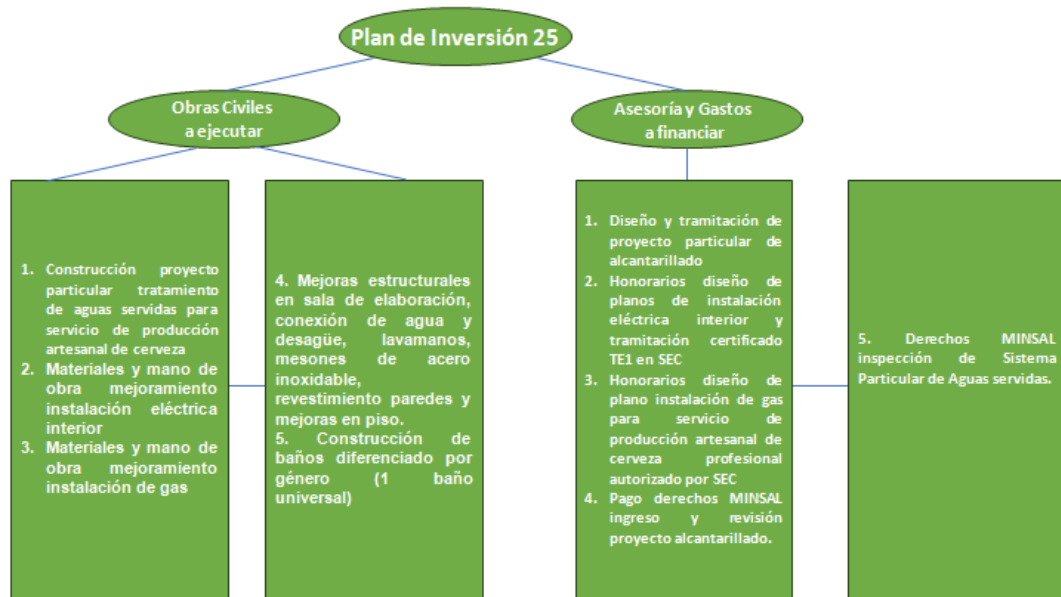 Plan de Inversión 25
Obras Civiles
a ejecutar
Asesoría y Gastos
a financiar
1. Construcción proyecto
particular tratamiento
de aguas servidas para
servicio de producción
artesanal de cerveza
2. Materiales y mano de
obra mejoramiento
instalación eléctrica
interior
3. Materiales y mano de
obra mejoramiento
instalación de gas
4. Mejoras estructurales
en sala de elaboración,
conexión de agua y
desagüe, lavamanos,
mesones de acero
inoxidable,
revestimiento paredes y
mejoras en piso.
5. Construcción de
baños diferenciado por
género (1 baño
universal)
1. Diseño y tramitación de
proyecto particular de
alcantarillado
2. Honorarios diseño de
planos de instalación
eléctrica interior y
tramitación certificado
TE1 en SEC
3. Honorarios diseño de
plano instalación de gas
para servicio de
producción artesanal de
cerveza profesional
autorizado por SEC
4. Pago derechos MINSAL
ingreso y revisión
proyecto alcantarillado.
5. Derechos MINSAL
inspección de Sistema
Particular de Aguas servidas.